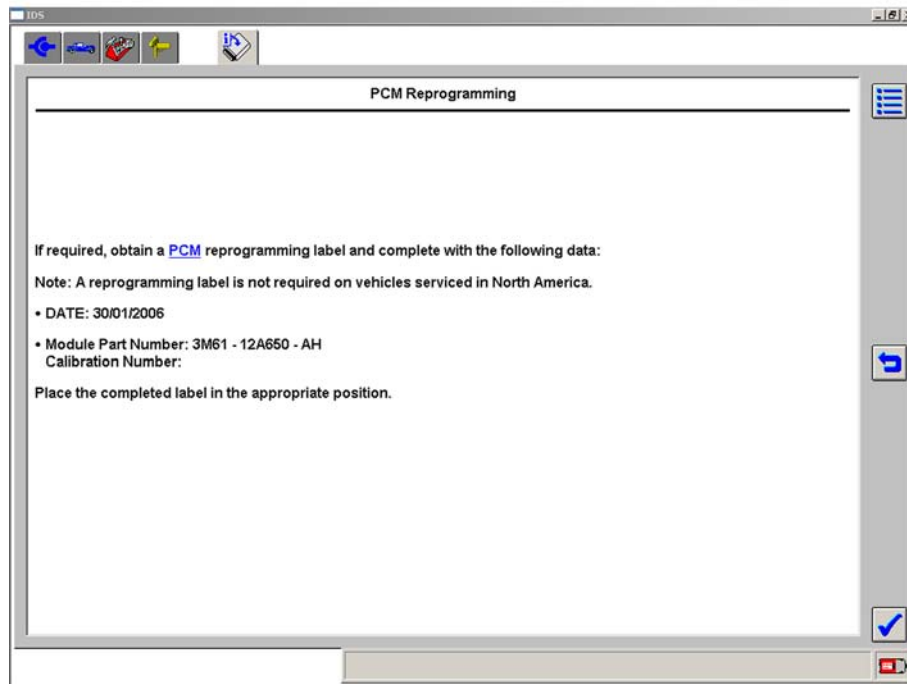 IDS
PCM Reprogramming
If required, obtain a PCM reprogramming label and complete with the following data:
Note: A reprogramming label is not required on vehicles serviced in North America.
• DATE: 30/01/2006
• Module Part Number: 3M61 - 12A650 - AH
Calibration Number:
Place the completed label in the appropriate position.